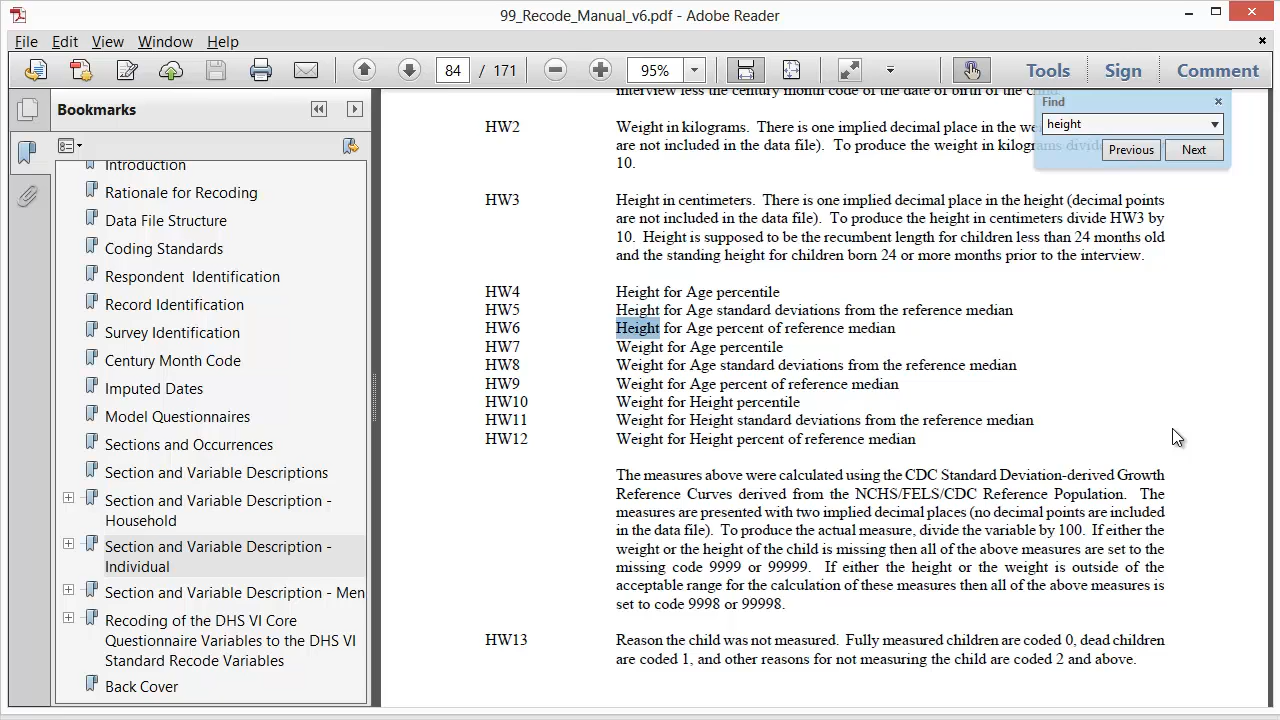 99_Recode_Manual_v6.pdf - Adobe Reader
File Edit View Window Help
84 / 171 95% Tools Sign Comment
Bookmarks
Introduction
Rationale for Recoding
Data File Structure
Coding Standards
Respondent Identification
Record Identification
Survey Identification
Century Month Code
Imputed Dates
Model Questionnaires
Sections and Occurrences
Section and Variable Descriptions
Section and Variable Description -
Household
Section and Variable Description -
Individual
Section and Variable Description - Men
Recoding of the DHS VI Core
Questionnaire Variables to the DHS VI
Standard Recode Variables
Back Cover
Find
height
Previous Next
interview less the century month code of the date of birth of the child.
HW2 Weight in kilograms. There is one implied decimal place in the
are not included in the data file). To produce the weight in kilograms divide
10.
HW3 Height in centimeters. There is one implied decimal place in the height (decimal points
are not included in the data file). To produce the height in centimeters divide HW3 by
10. Height is supposed to be the recumbent length for children less than 24 months old
and the standing height for children born 24 or more months prior to the interview.
HW4 Height for Age percentile
HW5 Height for Age standard deviations from the reference median
HW6 Height for Age percent of reference median
HW7 Weight for Age percentile
HW8 Weight for Age standard deviations from the reference median
HW9 Weight for Age percent of reference median
HW10 Weight for Height percentile
HW11 Weight for Height standard deviations from the reference median
HW12 Weight for Height percent of reference median
The measures above were calculated using the CDC Standard Deviation-derived Growth
Reference Curves derived from the NCHS/FELS/CDC Reference Population. The
measures are presented with two implied decimal places (no decimal points are included
in the data file). To produce the actual measure, divide the variable by 100. If either the
weight or the height of the child is missing then all of the above measures are set to the
missing code 9999 or 99999. If either the height or the weight is outside of the
acceptable range for the calculation of these measures then all of the above measures is
set to code 9998 or 99998.
HW13 Reason the child was not measured. Fully measured children are coded 0, dead children
are coded 1, and other reasons for not measuring the child are coded 2 and above.